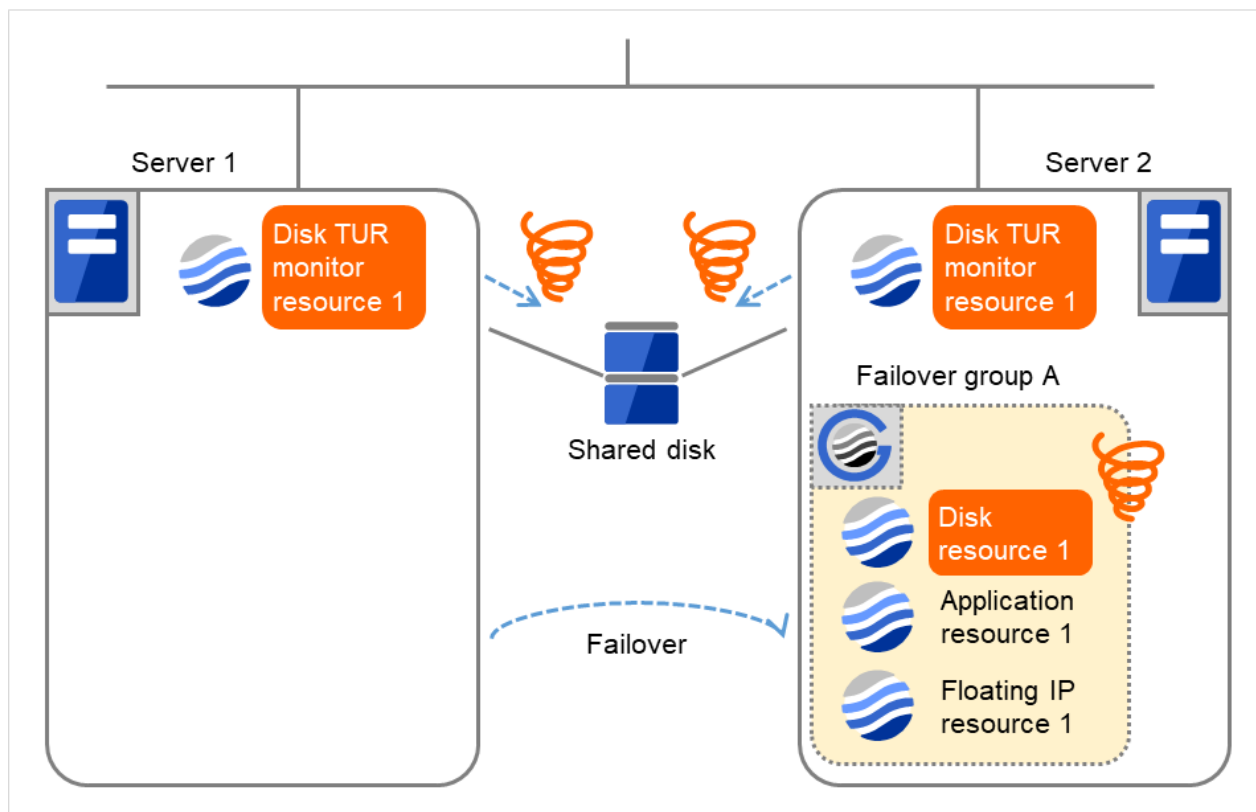 Server 1
Server 2
Disk TUR
monitor
resource 1
Disk TUR
monitor
resource 1
Shared disk
Failover group A
Disk
resource 1
Application
resource 1
Floating IP
resource 1
Failover